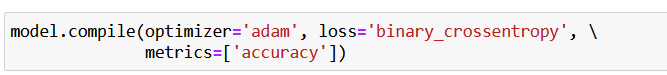 model.compile(optimizer='adam', loss='binary_crossentropy', \
              metrics=['accuracy'])